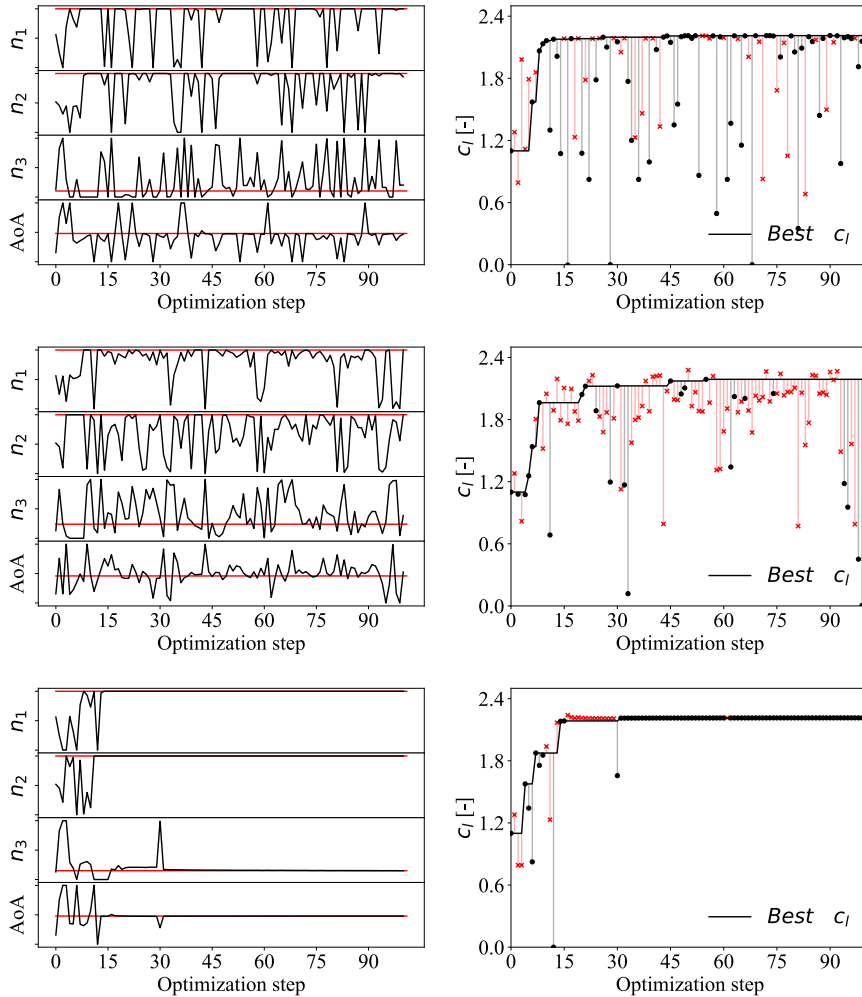 n1
n2
n3
AoA
0 15 30 45 60 75 90
Optimization step
cl [-]
2.4
1.8
1.2
0.6
0.0
Best cl
0 15 30 45 60 75 90
Optimization step
n1
n2
n3
AoA
0 15 30 45 60 75 90
Optimization step
cl [-]
2.4
1.8
1.2
0.6
0.0
Best cl
0 15 30 45 60 75 90
Optimization step
n1
n2
n3
AoA
0 15 30 45 60 75 90
Optimization step
cl [-]
2.4
1.8
1.2
0.6
0.0
Best cl
0 15 30 45 60 75 90
Optimization step